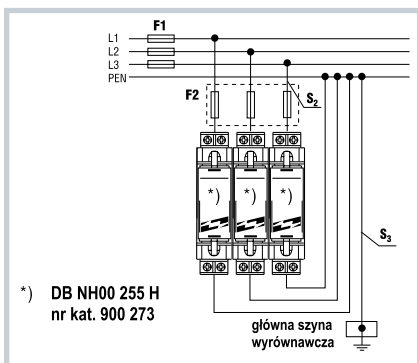 F1
L1
L2
L3
PEN
F2
S2
*) *) *)
S3
*) DB NH00 255 H
nr kat. 900 273
główna szyna
wyrównawcza